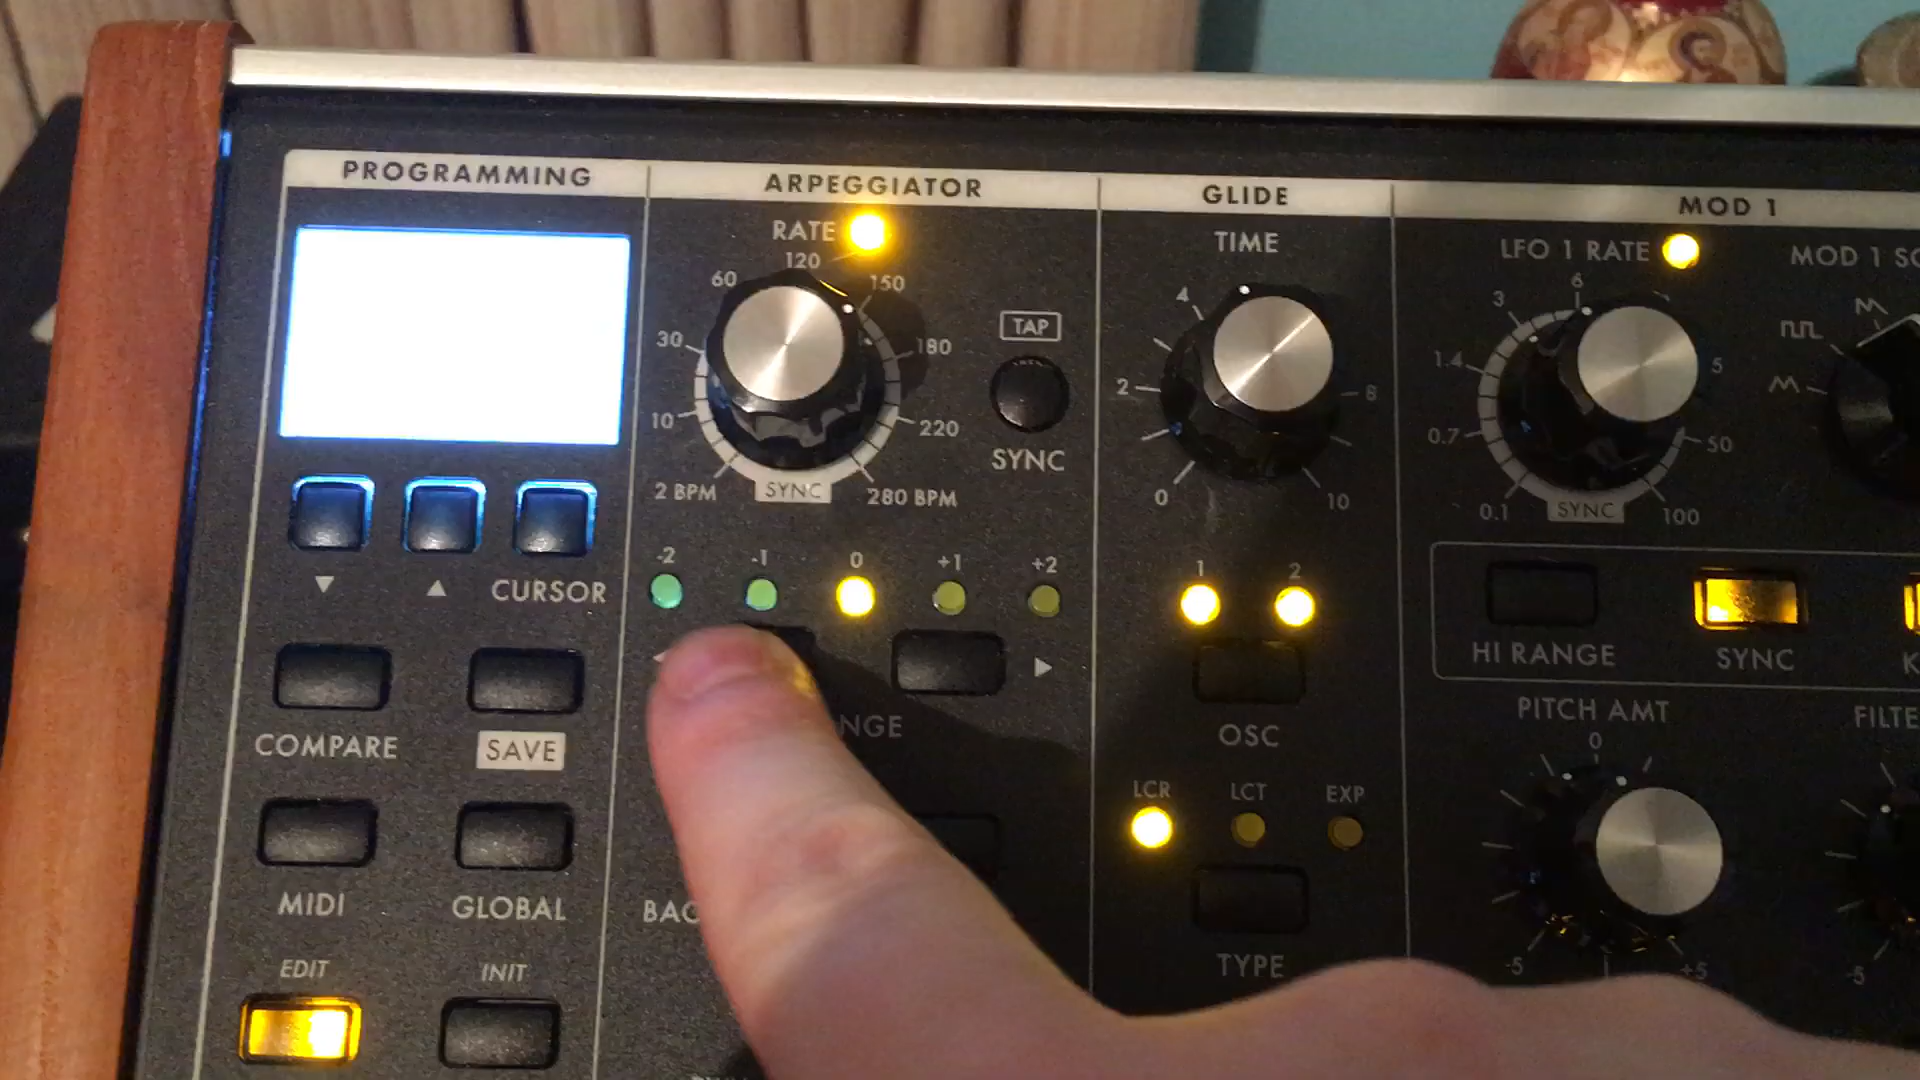 PROGRAMMING
ARPEGGIATOR
GLIDE
MOD 1
RATE
TIME
LFO 1 RATE
MOD 1
60
120
150
30
180
10
220
2 BPM
SYNC
280 BPM
TAP
SYNC
4
2
8
0
10
3
6
1.4
5
0.7
50
0.1
SYNC
100
CURSOR
-2
-1
0
+1
+2
1
2
HI RANGE
SYNC
COMPARE
SAVE
NGE
OSC
PITCH AMT
0
-5
+5
FILTE
-5
LCR
LCT
EXP
MIDI
GLOBAL
BAC
TYPE
EDIT
INIT